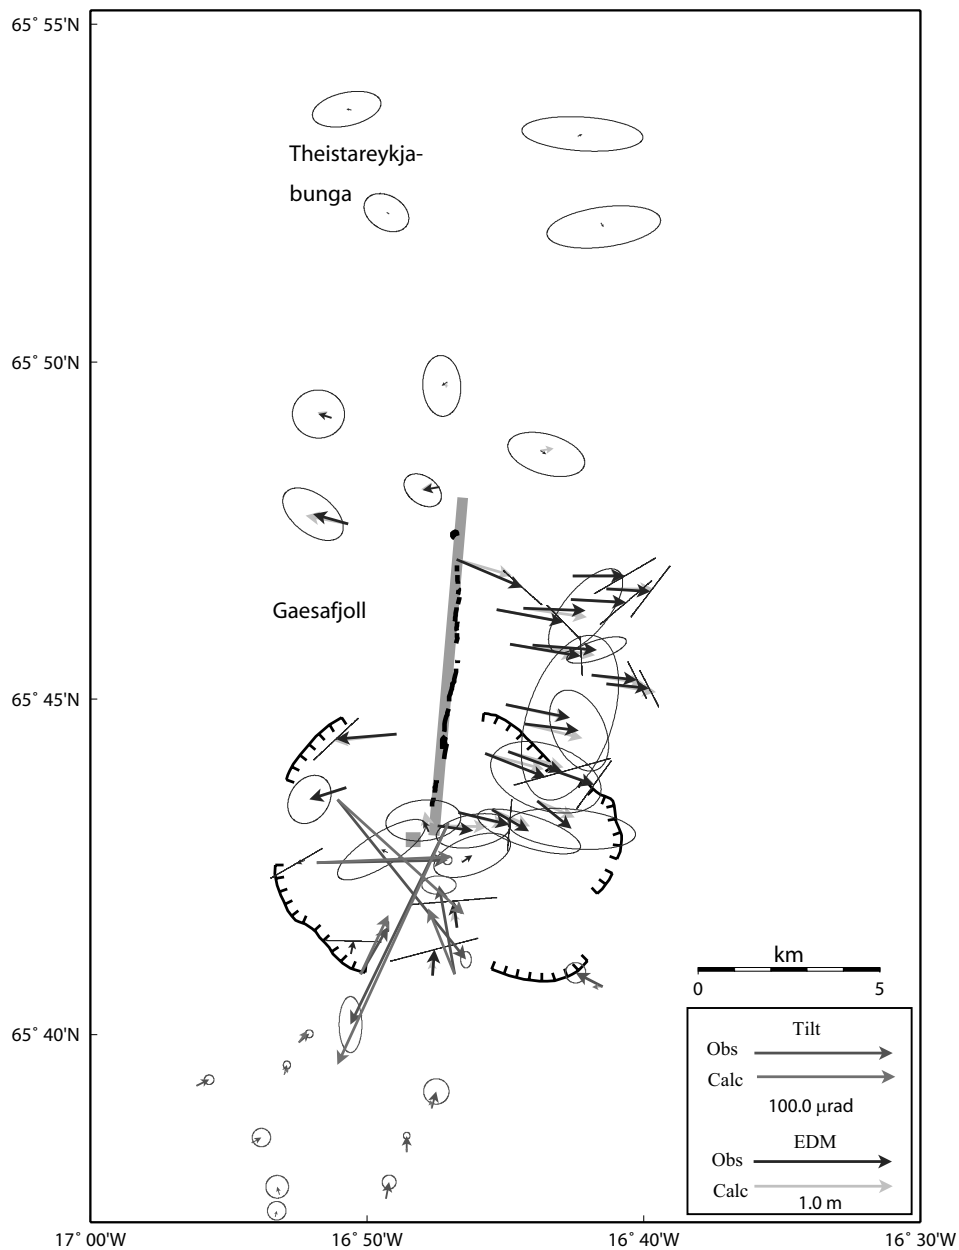 65˚ 55'N
Theistareykja-
bunga
65˚ 50'N
Gaesafjoll
65˚ 45'N
65˚ 40'N
km
0 5
Tilt
Obs
Calc
100.0 μrad
EDM
Obs
Calc
1.0 m
17˚ 00'W 16˚ 50'W 16˚ 40'W 16˚ 30'W